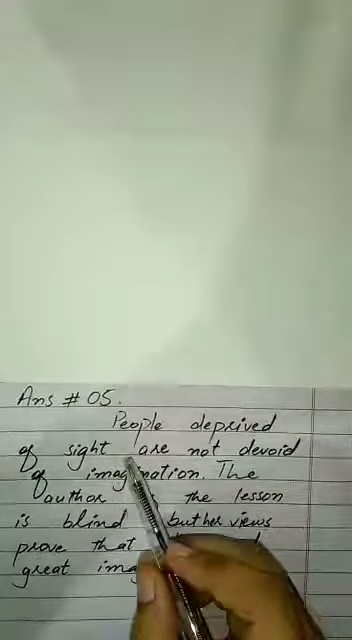 Ans # 05.
People deprived
of sight are not devoid
of imagination. The
author the lesson
is blind but her views
prove that
great